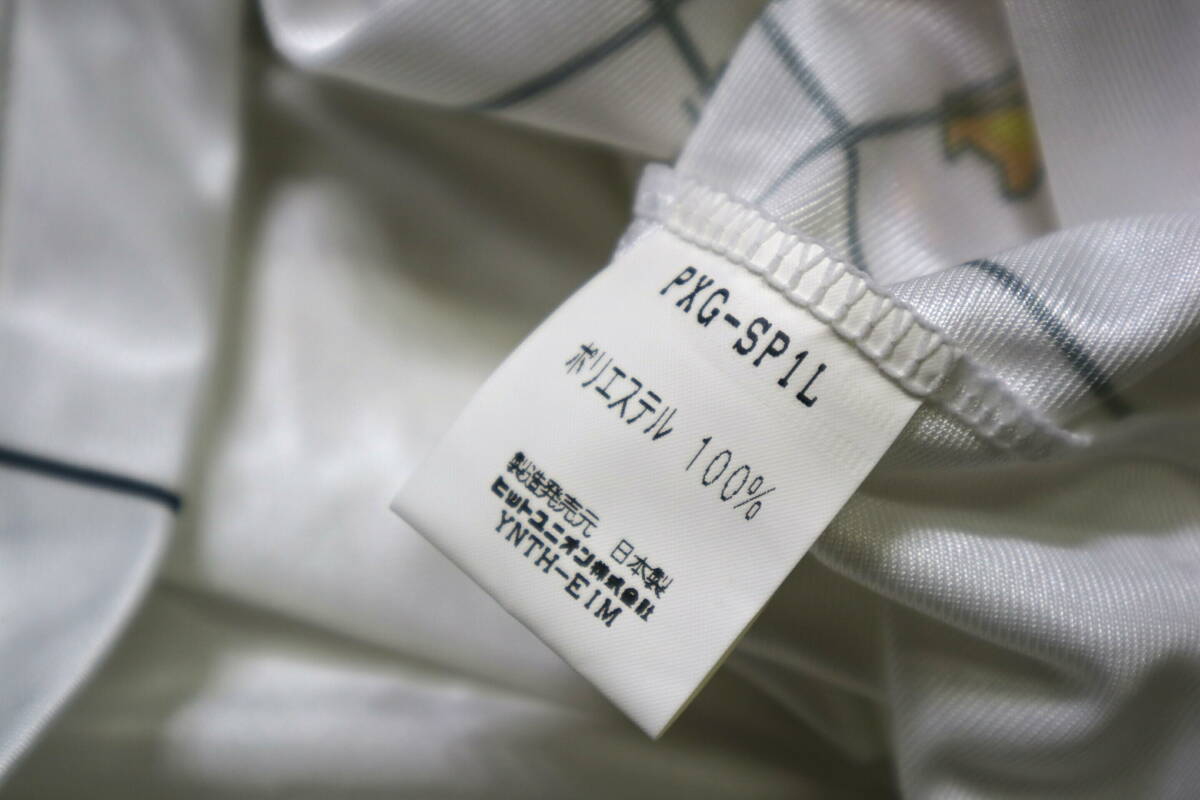 PXG-SP1L
ポリエステル 100%
製造発売元 日本製
ヒットユニオン株式会社
YNTH-EIM